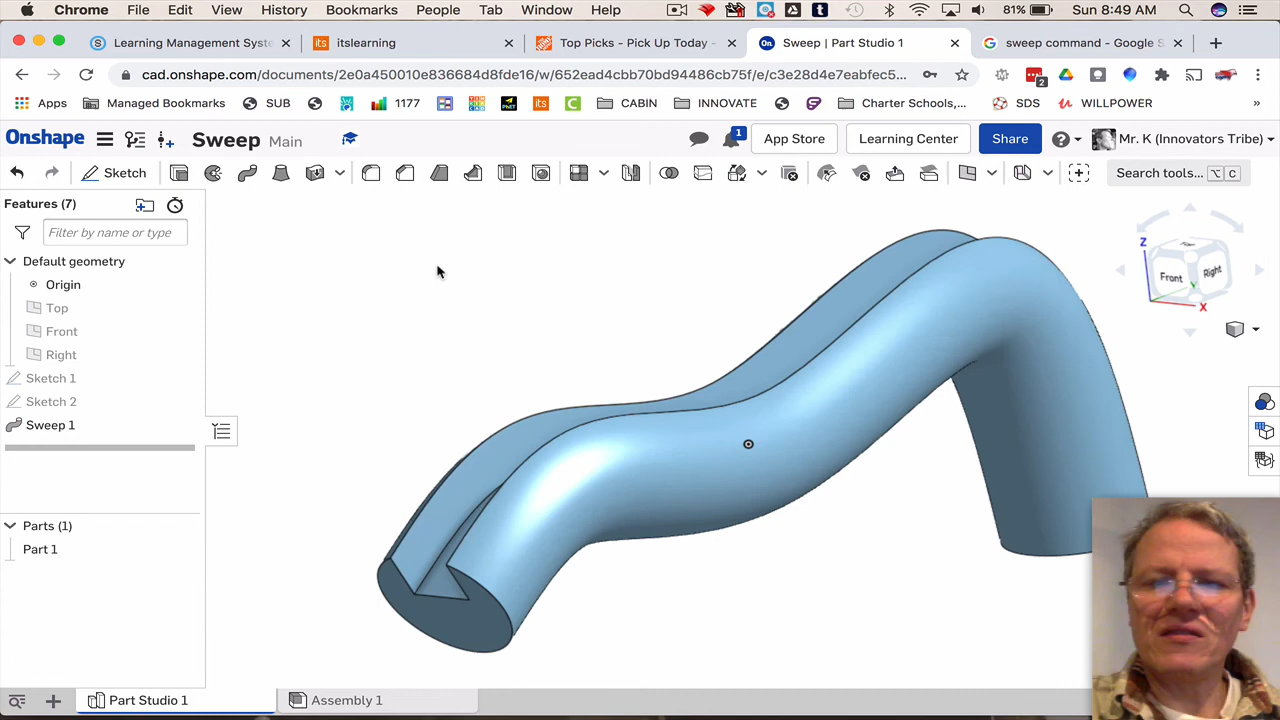 Chrome File Edit View History Bookmarks People Tab Window Help 81% Sun 8:49 AM
Learning Management Syst itslearning Top Picks - Pick Up Today - Sweep | Part Studio 1 sweep command - Google S
cad.onshape.com/documents/2e0a450010e836684d8fde16/w/652ead4cbb70bd94486cb75f/e/c3e28d4e7eabfec5... 2
Apps Managed Bookmarks SUB 1177 CABIN INNOVATE Charter Schools,... SDS WILLPOWER »
Onshape Sweep Main 1 App Store Learning Center Share Mr. K (Innovators Tribe)
Sketch Search tools... ⌥ C
Features (7)
Filter by name or type
Default geometry
Origin
Top
Front
Right
Sketch 1
Sketch 2
Sweep 1
Parts (1)
Part 1
Z
Front Right
X
Part Studio 1 Assembly 1